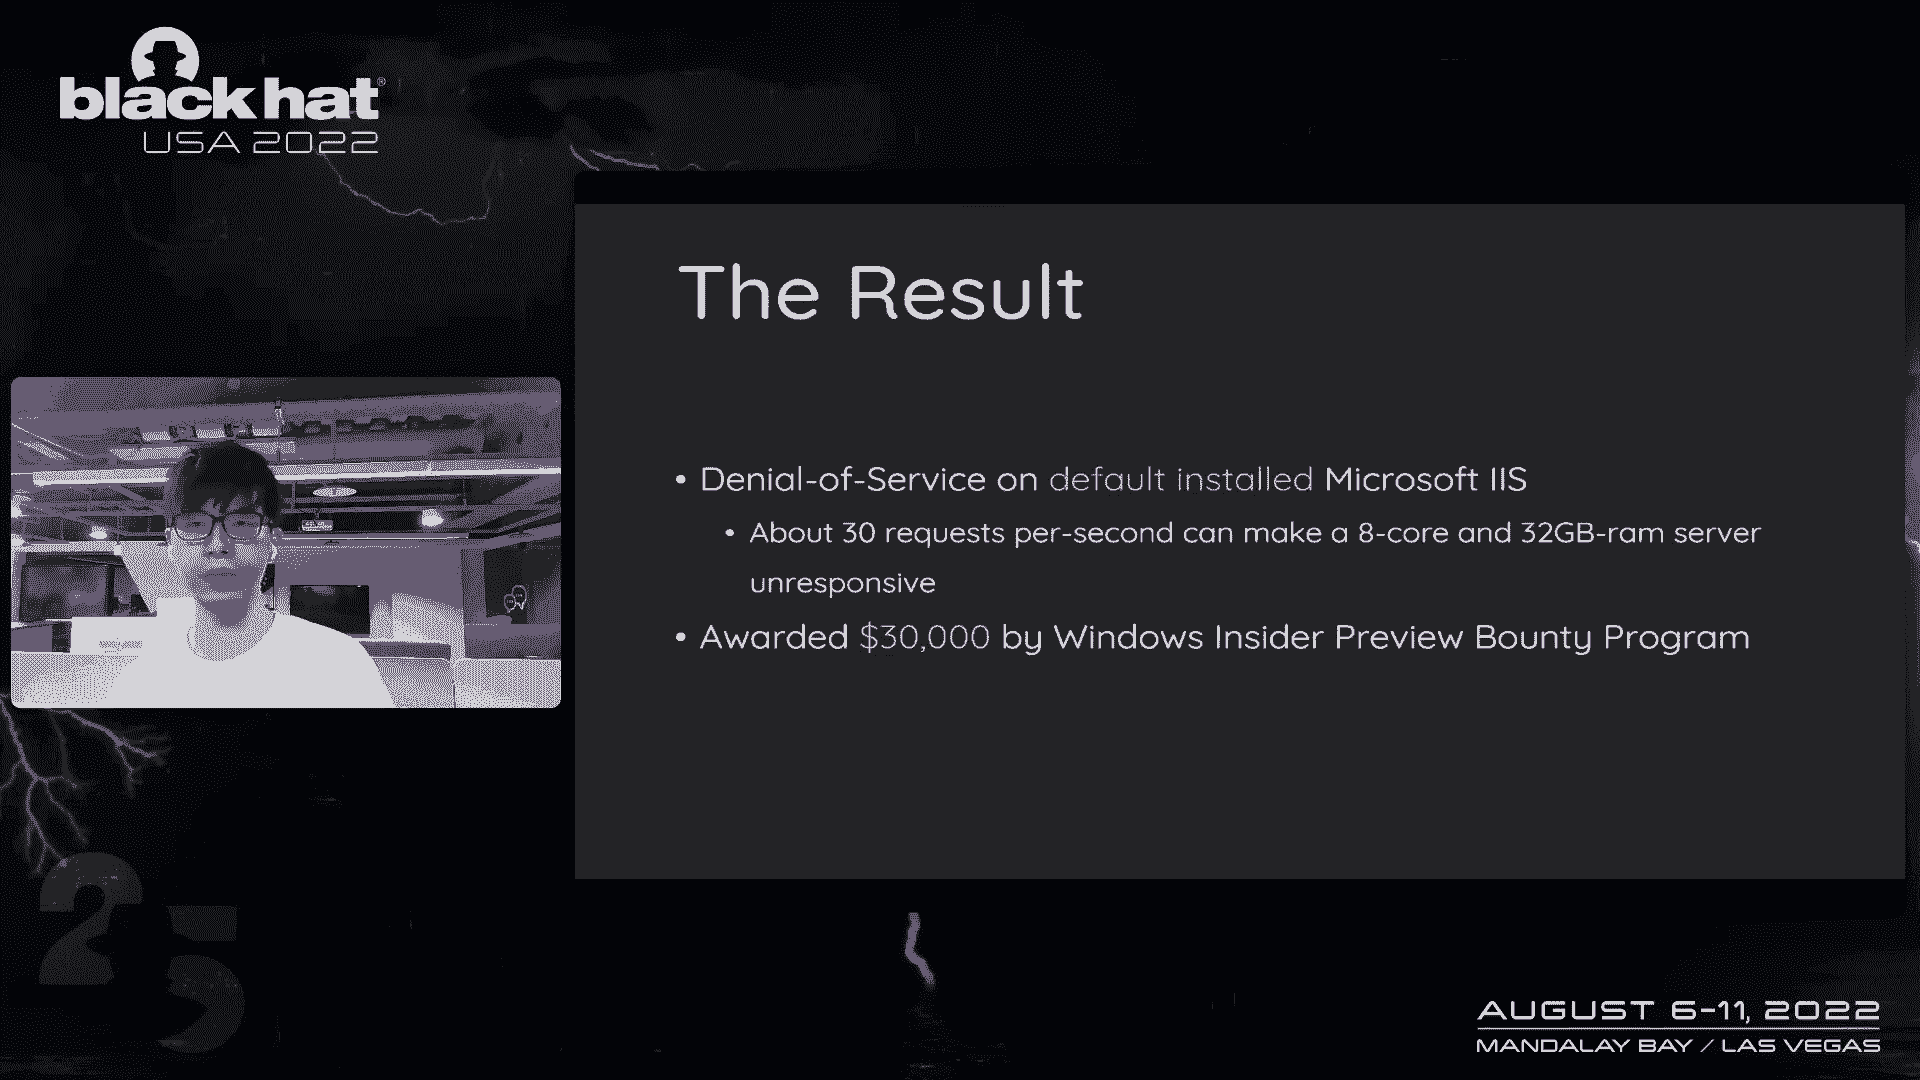 black hat®
USA 2022
The Result
• Denial-of-Service on default installed Microsoft IIS
• About 30 requests per-second can make a 8-core and 32GB-ram server
unresponsive
• Awarded $30,000 by Windows Insider Preview Bounty Program
25
AUGUST 6-11, 2022
MANDALAY BAY / LAS VEGAS